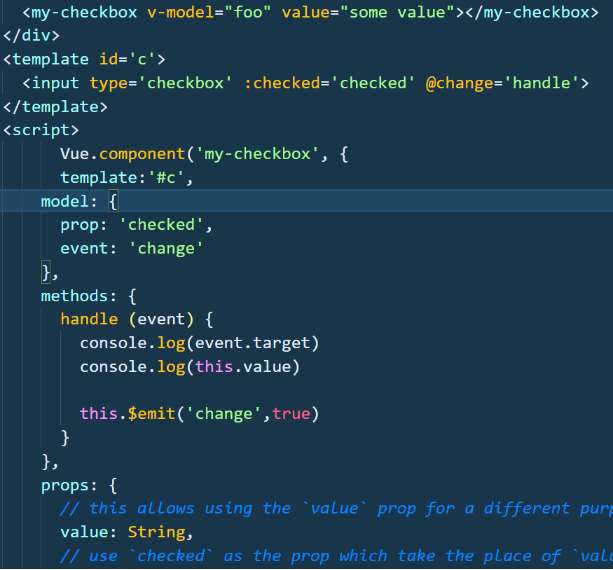 <my-checkbox v-model="foo" value="some value"></my-checkbox>
</div>
<template id='c'>
<input type='checkbox' :checked='checked' @change='handle'>
</template>
<script>
Vue.component('my-checkbox', {
template:'#c',
model: {
prop: 'checked',
event: 'change'
},
methods: {
handle (event) {
console.log(event.target)
console.log(this.value)
this.$emit('change',true)
}
},
props: {
// this allows using the `value` prop for a different
value: String,
// use `checked` as the prop which take the place of